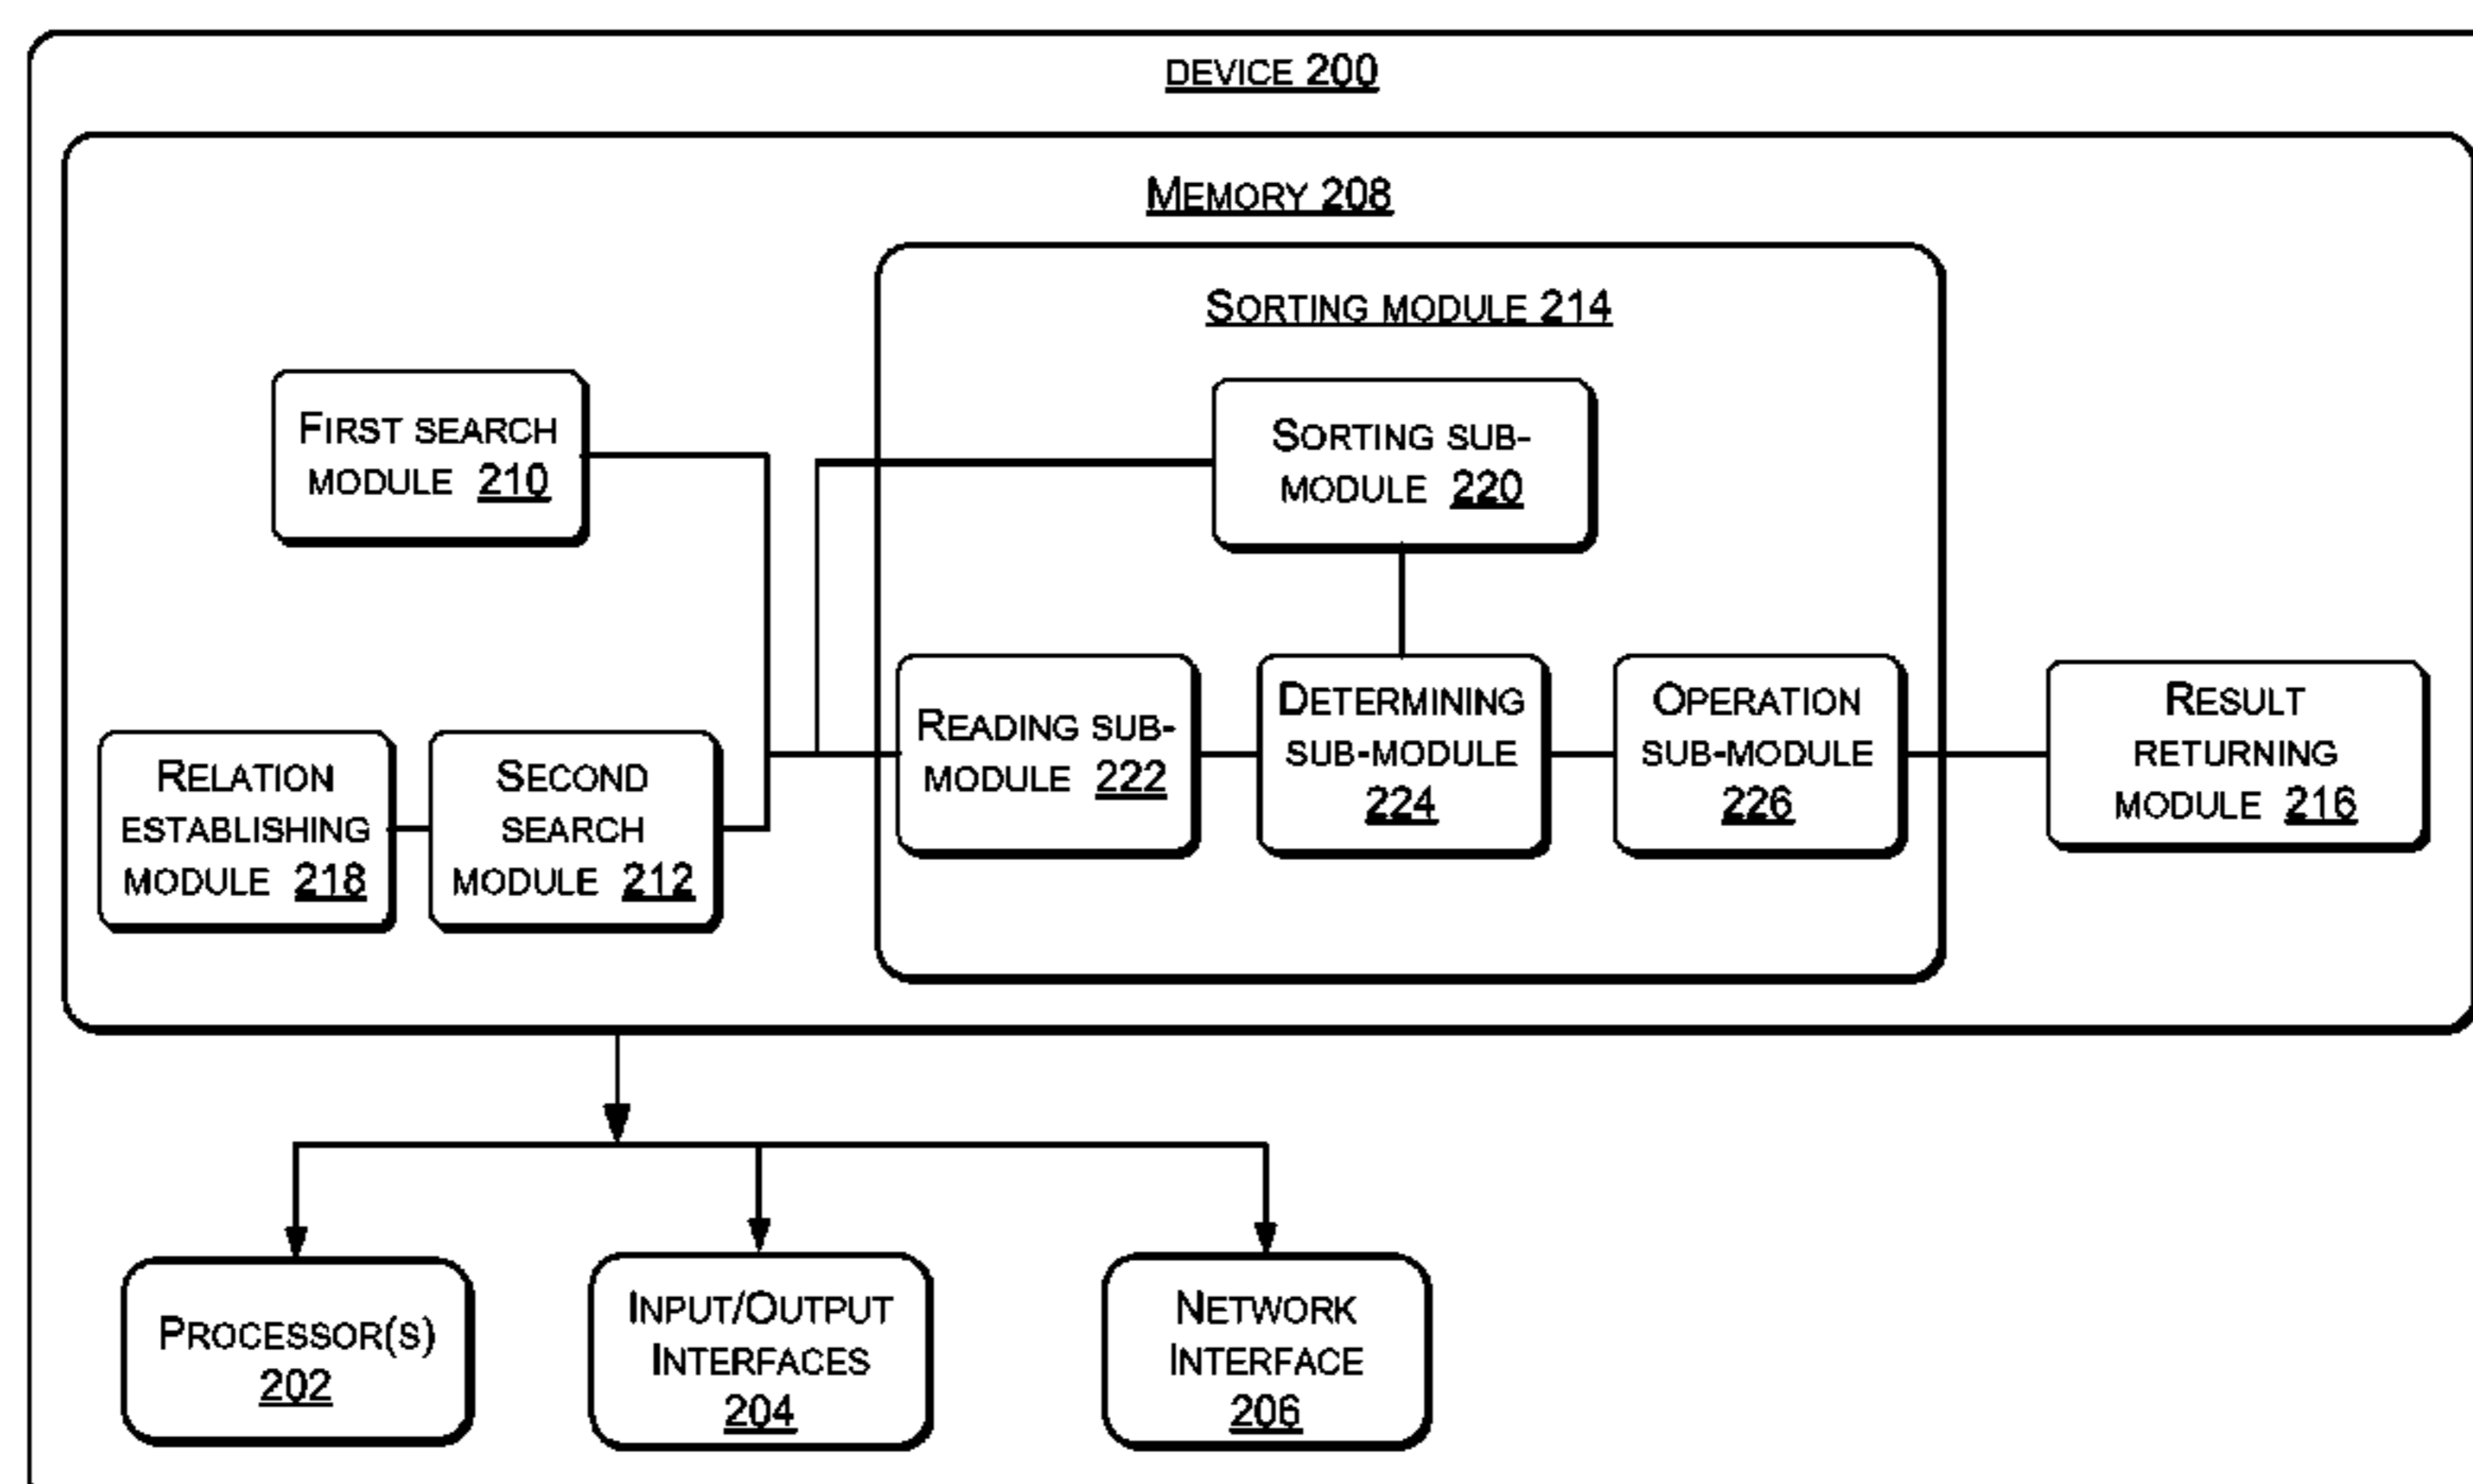 DEVICE 200
MEMORY 208
SORTING MODULE 214
FIRST SEARCH
MODULE 210
SORTING SUB-
MODULE 220
RELATION
ESTABLISHING
MODULE 218
SECOND
SEARCH
MODULE 212
READING SUB-
MODULE 222
DETERMINING
SUB-MODULE
224
OPERATION
SUB-MODULE
226
RESULT
RETURNING
MODULE 216
PROCESSOR(S)
202
INPUT/OUTPUT
INTERFACES
204
NETWORK
INTERFACE
206